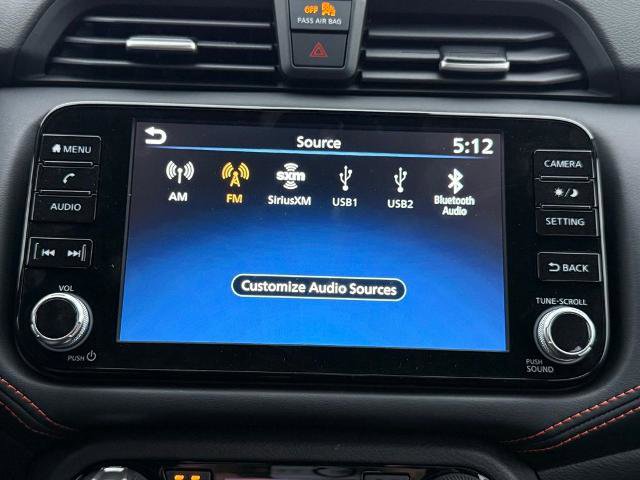 OFF
PASS AIR BAG
Source
5:12
MENU
AUDIO
VOL
PUSH
AM
FM
sxm
SiriusXM
USB1
USB2
Bluetooth
Audio
Customize Audio Sources
CAMERA
SETTING
BACK
TUNE-SCROLL
PUSH
SOUND